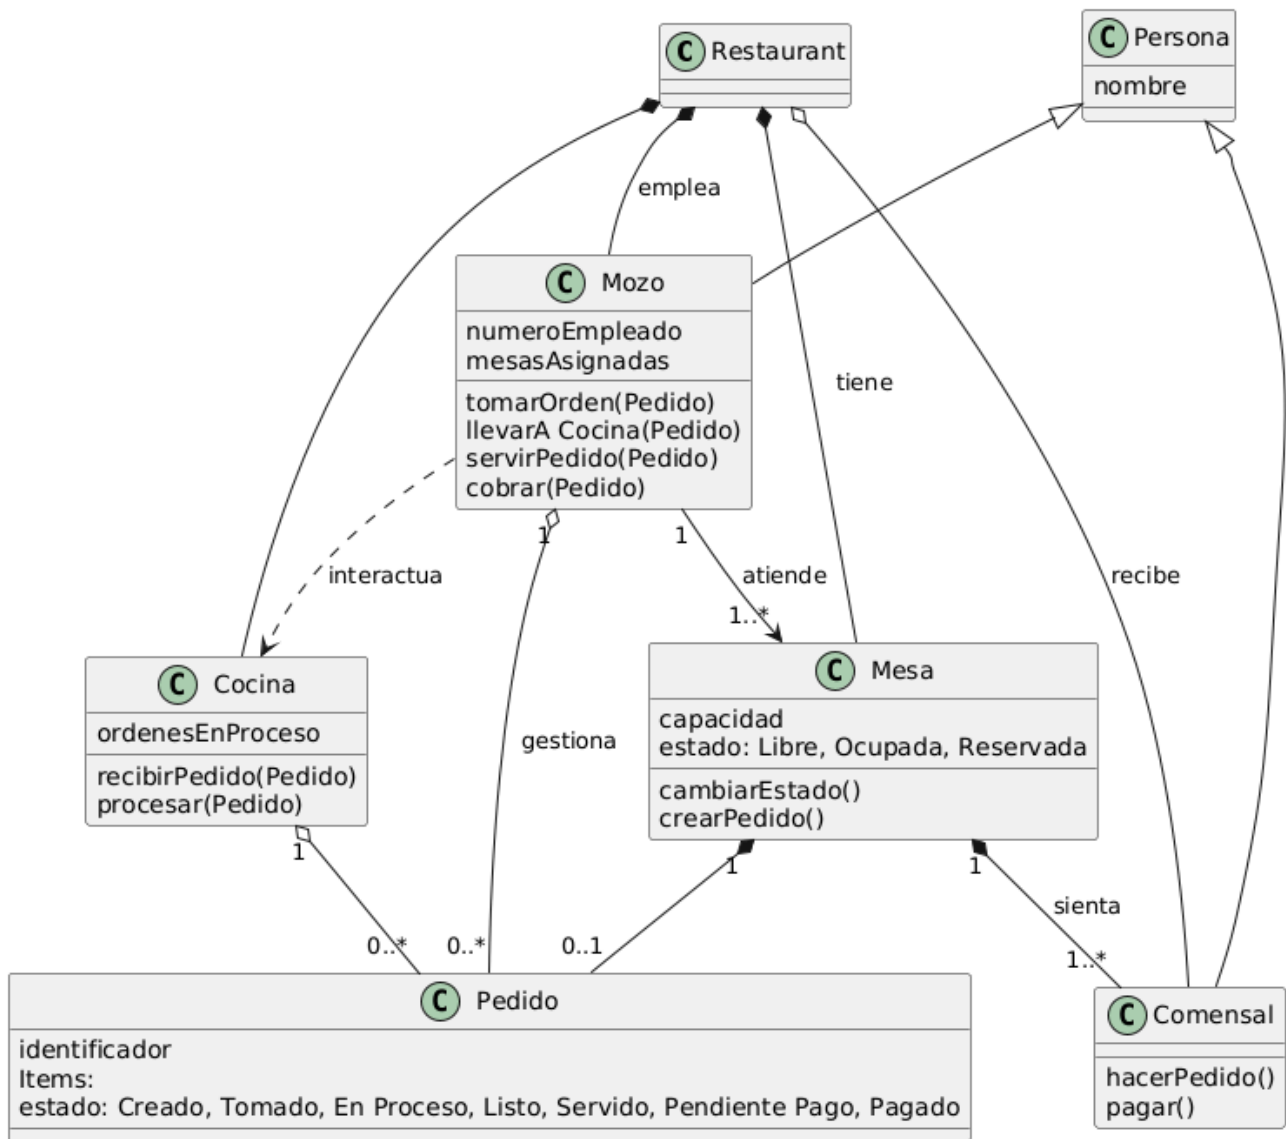 C Restaurant
C Persona
nombre
emplea
C Mozo
numeroEmpleado
mesasAsignadas
tomarOrden(Pedido)
llevarA Cocina(Pedido)
servirPedido(Pedido)
cobrar(Pedido)
tiene
1
1
interactua
atiende
recibe
1..*
C Cocina
ordenesEnProceso
recibirPedido(Pedido)
procesar(Pedido)
gestiona
C Mesa
capacidad
estado: Libre, Ocupada, Reservada
cambiarEstado()
crearPedido()
1
1
1
sienta
0..*
0..*
0..1
1..*
C Pedido
identificador
Items:
estado: Creado, Tomado, En Proceso, Listo, Servido, Pendiente Pago, Pagado
C Comensal
hacerPedido()
pagar()